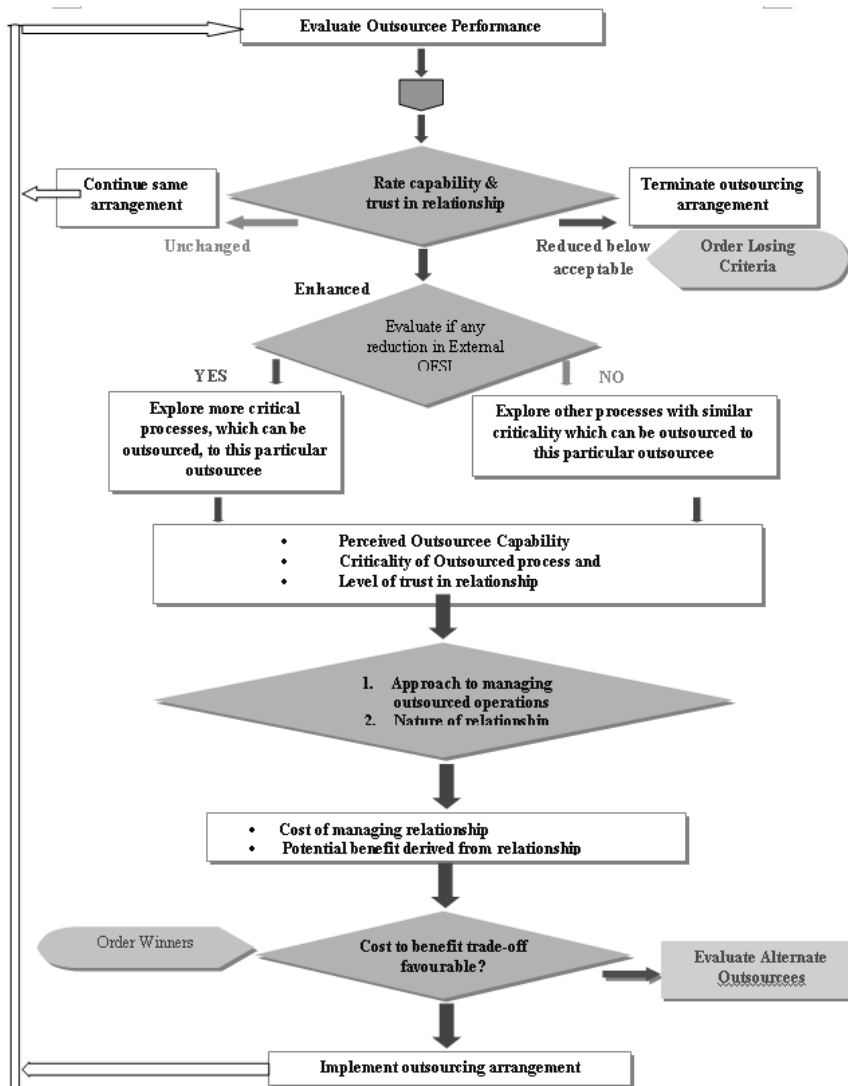 Evaluate Outsourcee Performance
Continue same
arrangement
Rate capability &
trust in relationship
Terminate outsourcing
arrangement
Unchanged
Reduced below
acceptable
Order Losing
Criteria
Enhanced
Evaluate if any
reduction in External
YES
NO
Explore more critical
processes, which can be
outsourced, to this particular
outsourcee
Explore other processes with similar
criticality which can be outsourced to
this particular outsourcee
• Perceived Outsourcee Capability
• Criticality of Outsourced process and
• Level of trust in relationship
1. Approach to managing
outsourced operations
2. Nature of relationship
• Cost of managing relationship
• Potential benefit derived from relationship
Order Winners
Cost to benefit trade-off
favourable?
Evaluate Alternate
Outsourcees
Implement outsourcing arrangement